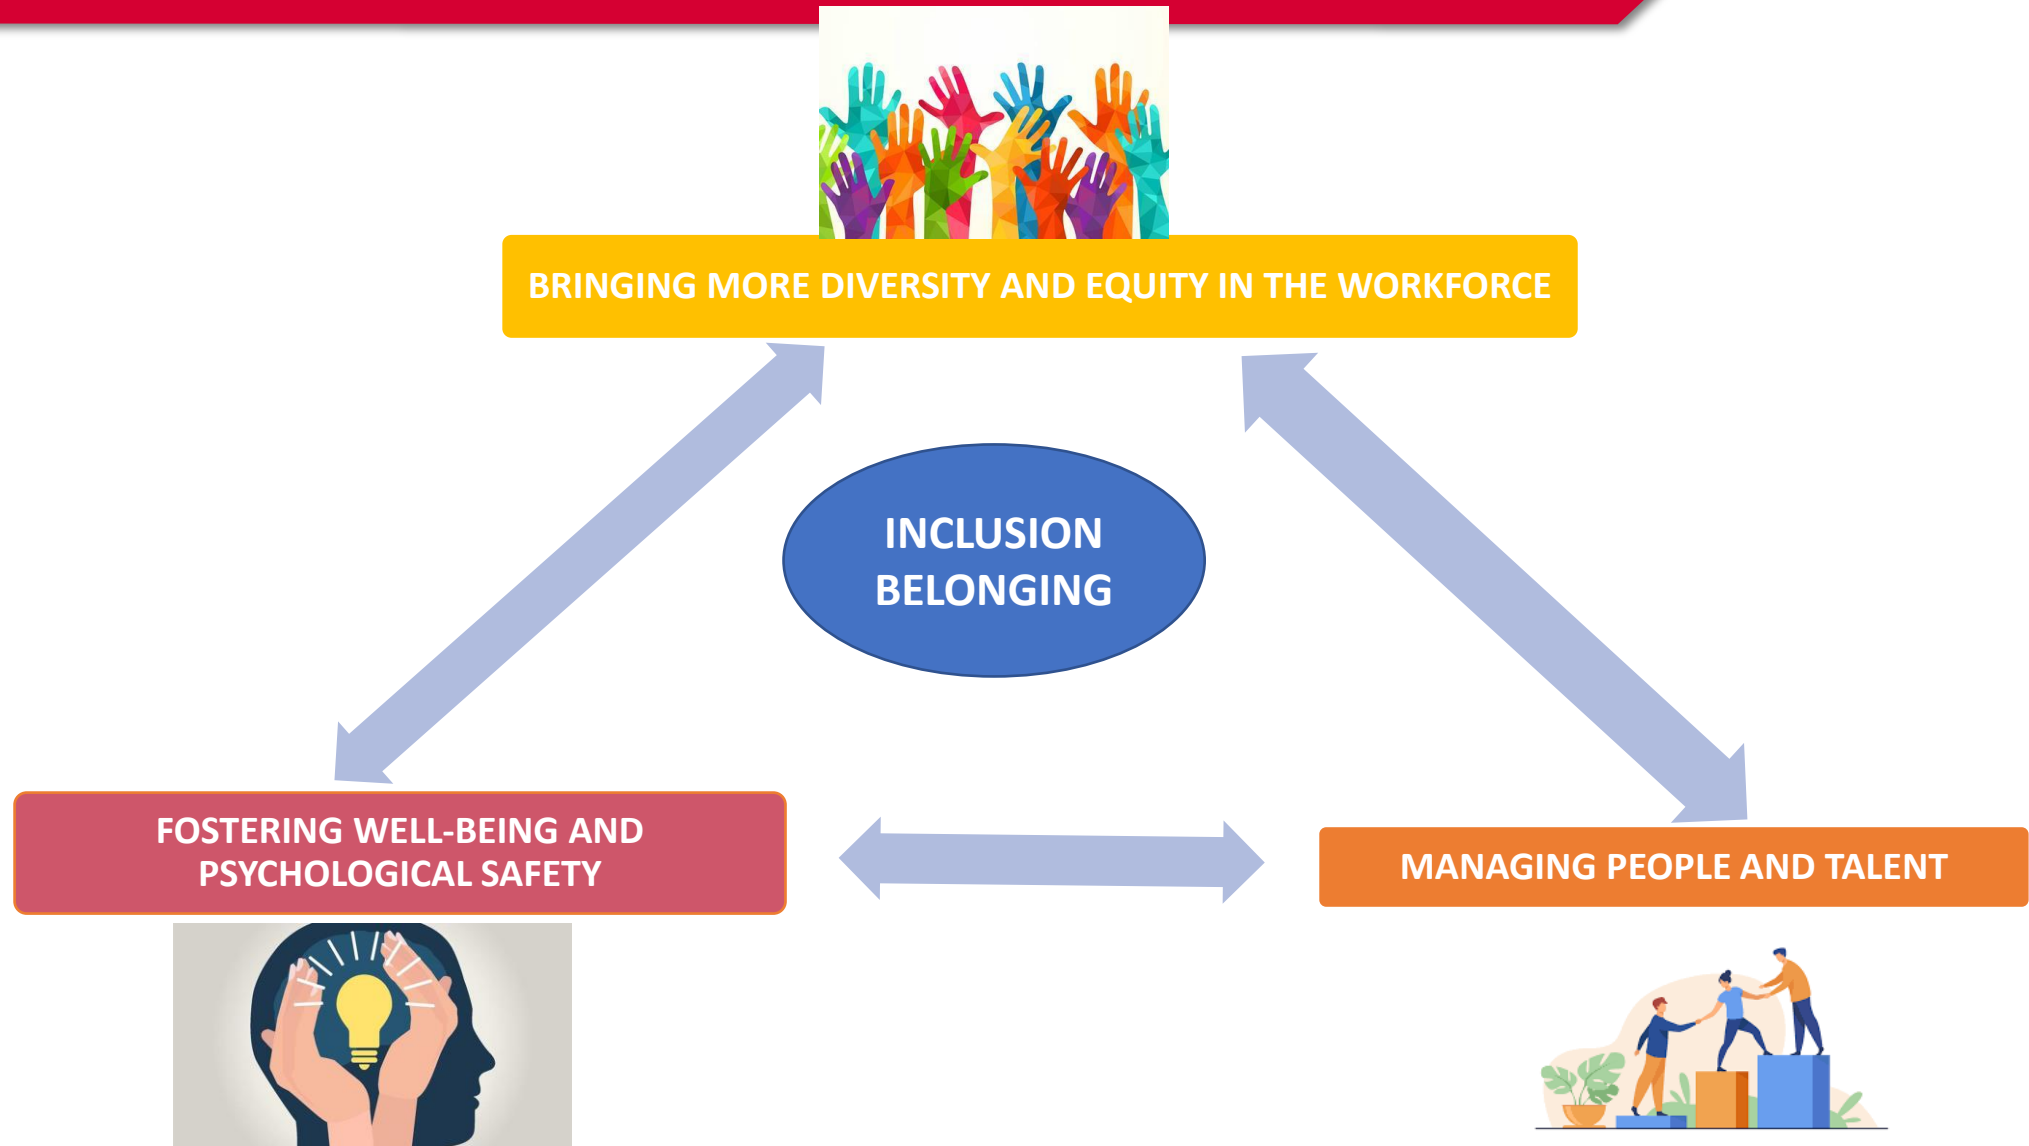 BRINGING MORE DIVERSITY AND EQUITY IN THE WORKFORCE
INCLUSION
BELONGING
FOSTERING WELL-BEING AND
PSYCHOLOGICAL SAFETY
MANAGING PEOPLE AND TALENT